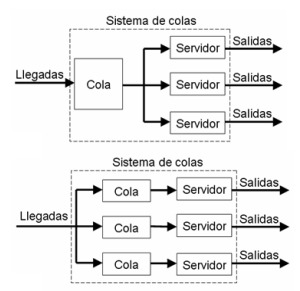 Sistema de colas
Servidor
Salidas
Llegadas
Cola
Servidor
Salidas
Servidor
Salidas
Sistema de colas
Cola
Servidor
Salidas
Llegadas
Cola
Servidor
Salidas
Cola
Servidor
Salidas